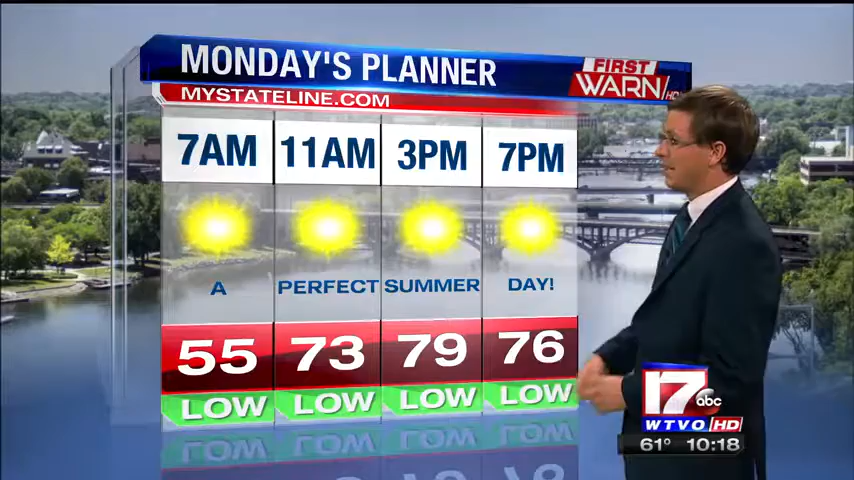 MONDAY'S PLANNER
FIRST
WARN HD
MYSTATELINE.COM
7AM 11AM 3PM 7PM
A PERFECT SUMMER DAY!
55 73 79 76
LOW LOW LOW LOW
17 abc
WTVO HD
61° 10:18